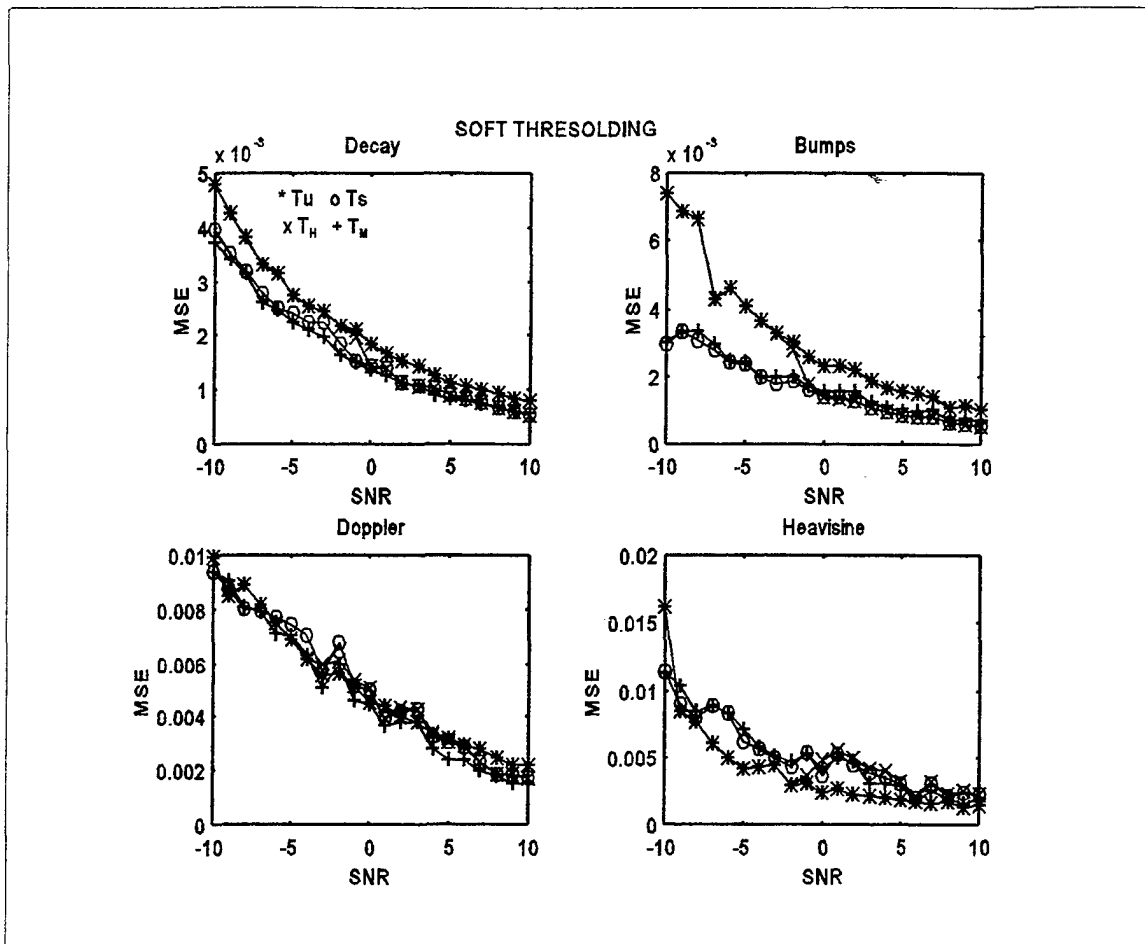 SOFT THRESOLDING
Decay
x 10⁻³
5
4
3
2
1
0
MSE
* Tu o Ts
x T_H + T_M
-10 -5 0 5 10
SNR
Bumps
x 10⁻³
8
6
4
2
0
MSE
-10 -5 0 5 10
SNR
Doppler
0.01
0.008
0.006
0.004
0.002
0
MSE
-10 -5 0 5 10
SNR
Heavisine
0.02
0.015
0.01
0.005
0
MSE
-10 -5 0 5 10
SNR